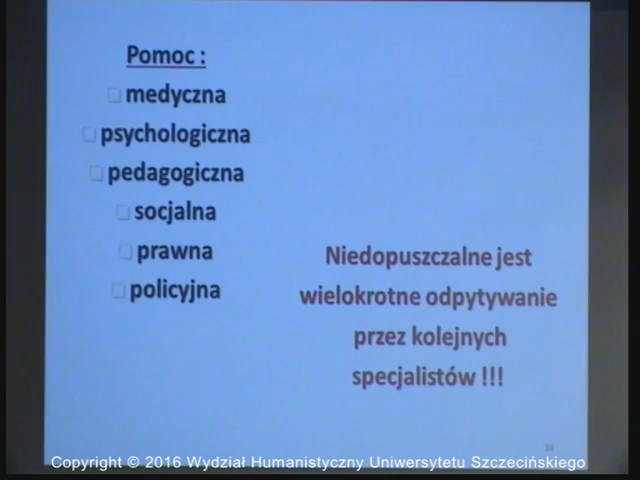 Pomoc :
medyczna
psychologiczna
pedagogiczna
socjalna
prawna
policyjna
Niedopuszczalne jest
wielokrotne odpytywanie
przez kolejnych
specjalistów !!!
34
Copyright © 2016 Wydział Humanistyczny Uniwersytetu Szczecińskiego